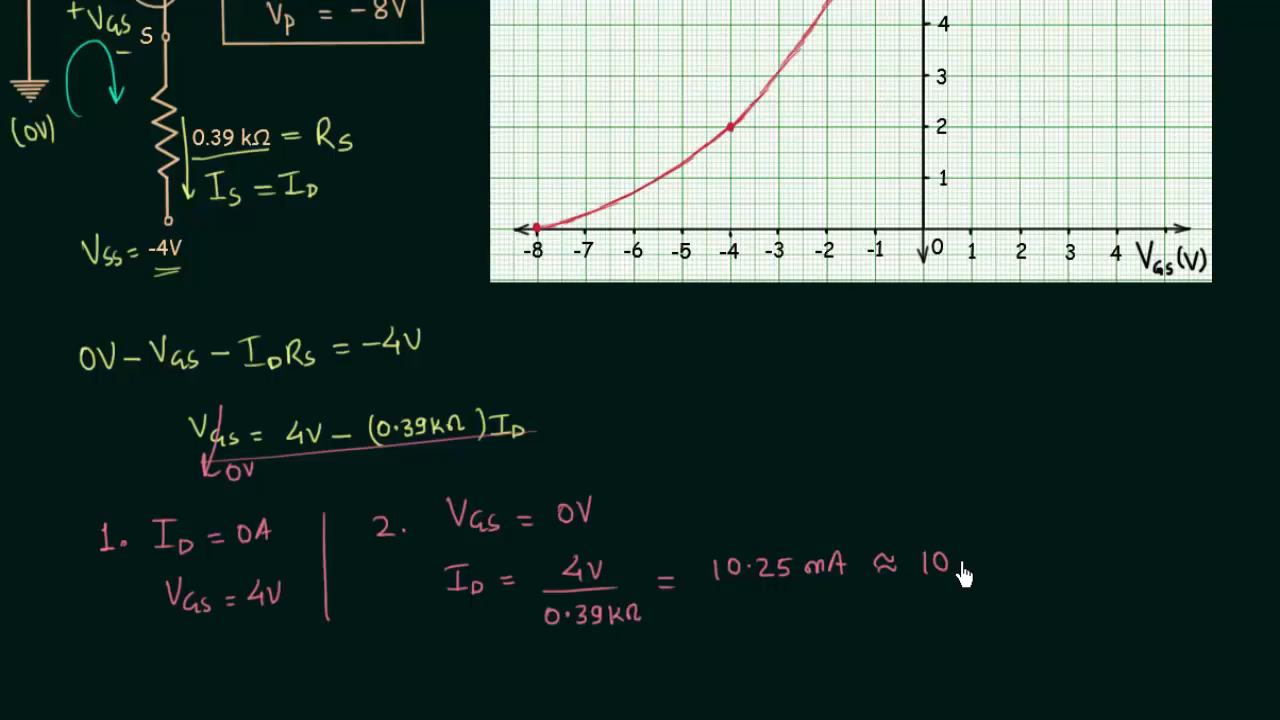 +VGS
-
S
VP = -8V
(0V)
0.39 kΩ = RS
IS = ID
VSS = -4V
4
3
2
1
-8 -7 -6 -5 -4 -3 -2 -1 0 1 2 3 4 VGS(V)
0V - VGS - IDRS = -4V
VGS = 4V - (0.39kΩ)ID
0V
1. ID = 0A
VGS = 4V
2. VGS = 0V
ID = 4V / 0.39kΩ = 10.25 mA ≈ 10